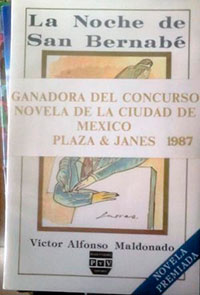 La Noche de
San Bernabé
GANADORA DEL CONCURSO
NOVELA DE LA CIUDAD DE
MEXICO
PLAZA & JANES 1987
Víctor Alfonso Maldonado
P V
NOVELA
PREMIADA